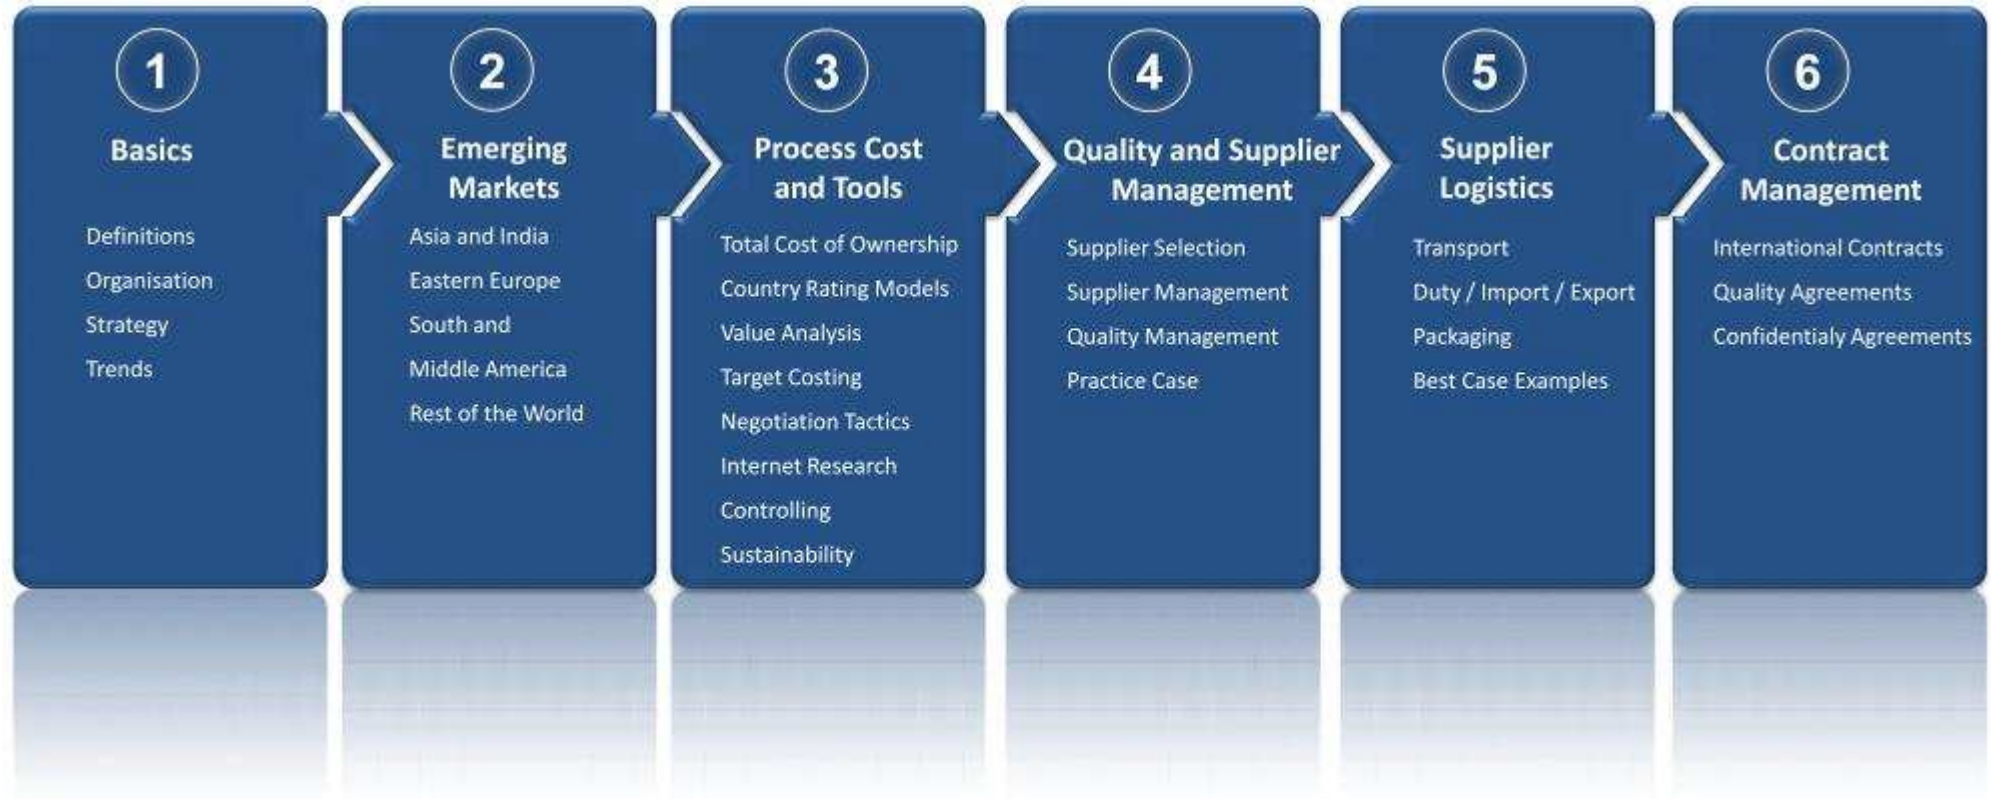 1
Basics
Definitions
Organisation
Strategy
Trends
2
Emerging
Markets
Asia and India
Eastern Europe
South and
Middle America
Rest of the World
3
Process Cost
and Tools
Total Cost of Ownership
Country Rating Models
Value Analysis
Target Costing
Negotiation Tactics
Internet Research
Controlling
Sustainability
4
Quality and Supplier
Management
Supplier Selection
Supplier Management
Quality Management
Practice Case
5
Supplier
Logistics
Transport
Duty / Import / Export
Packaging
Best Case Examples
6
Contract
Management
International Contracts
Quality Agreements
Confidentialy Agreements